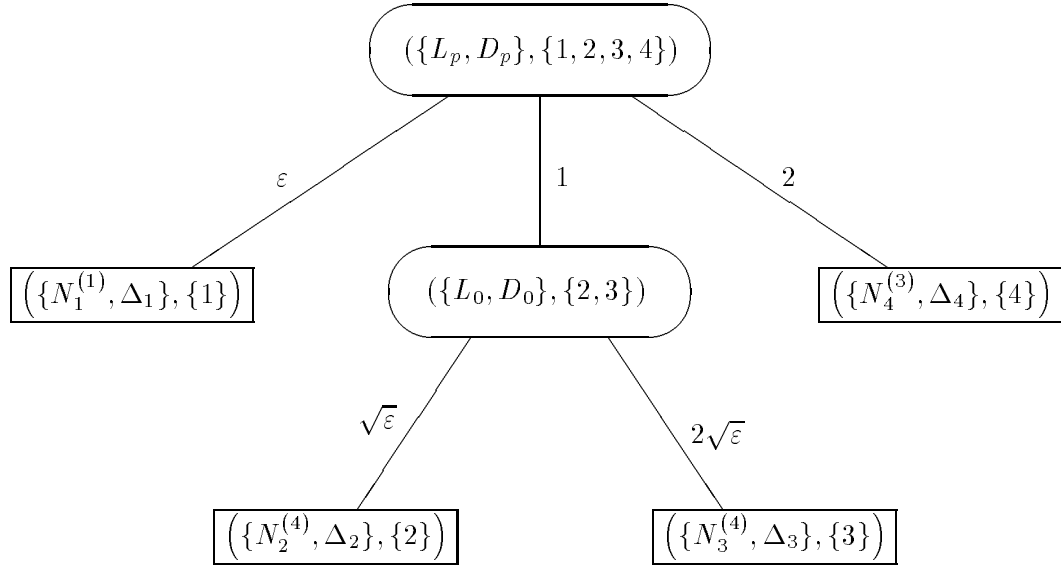 ({L_p, D_p}, {1, 2, 3, 4})
ε
1
2
({N_1^{(1)}, Δ_1}, {1})
({L_0, D_0}, {2, 3})
({N_4^{(3)}, Δ_4}, {4})
√ε
2√ε
({N_2^{(4)}, Δ_2}, {2})
({N_3^{(4)}, Δ_3}, {3})